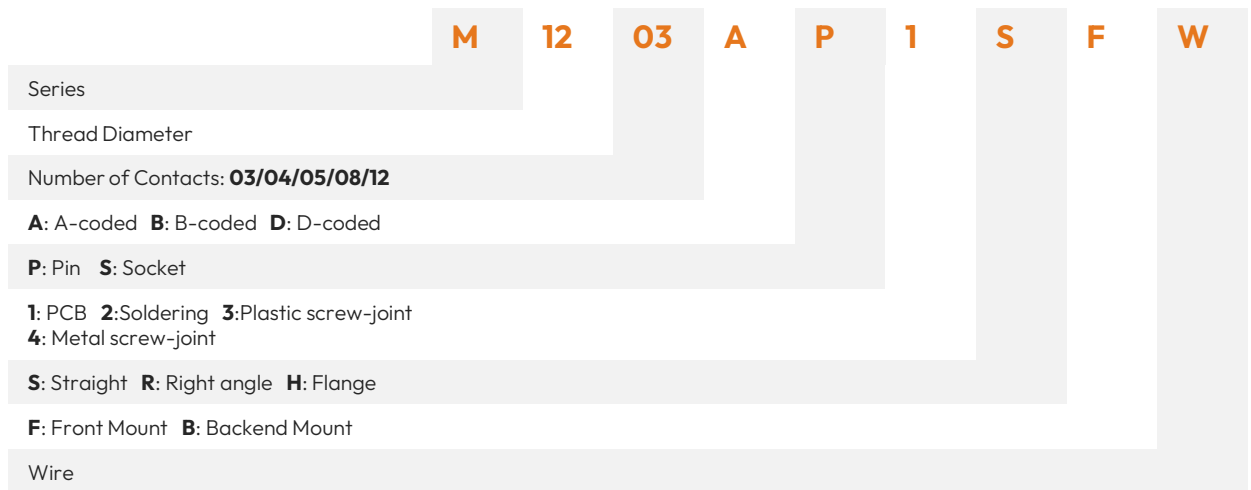 M 12 03 A P 1 S F W
Series
Thread Diameter
Number of Contacts: 03/04/05/08/12
A: A-coded B: B-coded D: D-coded
P: Pin S: Socket
1: PCB 2:Soldering 3:Plastic screw-joint
4: Metal screw-joint
S: Straight R: Right angle H: Flange
F: Front Mount B: Backend Mount
Wire